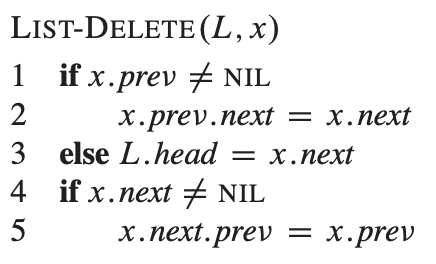 LIST-DELETE(L, x)
1 if x.prev ≠ NIL
2 x.prev.next = x.next
3 else L.head = x.next
4 if x.next ≠ NIL
5 x.next.prev = x.prev